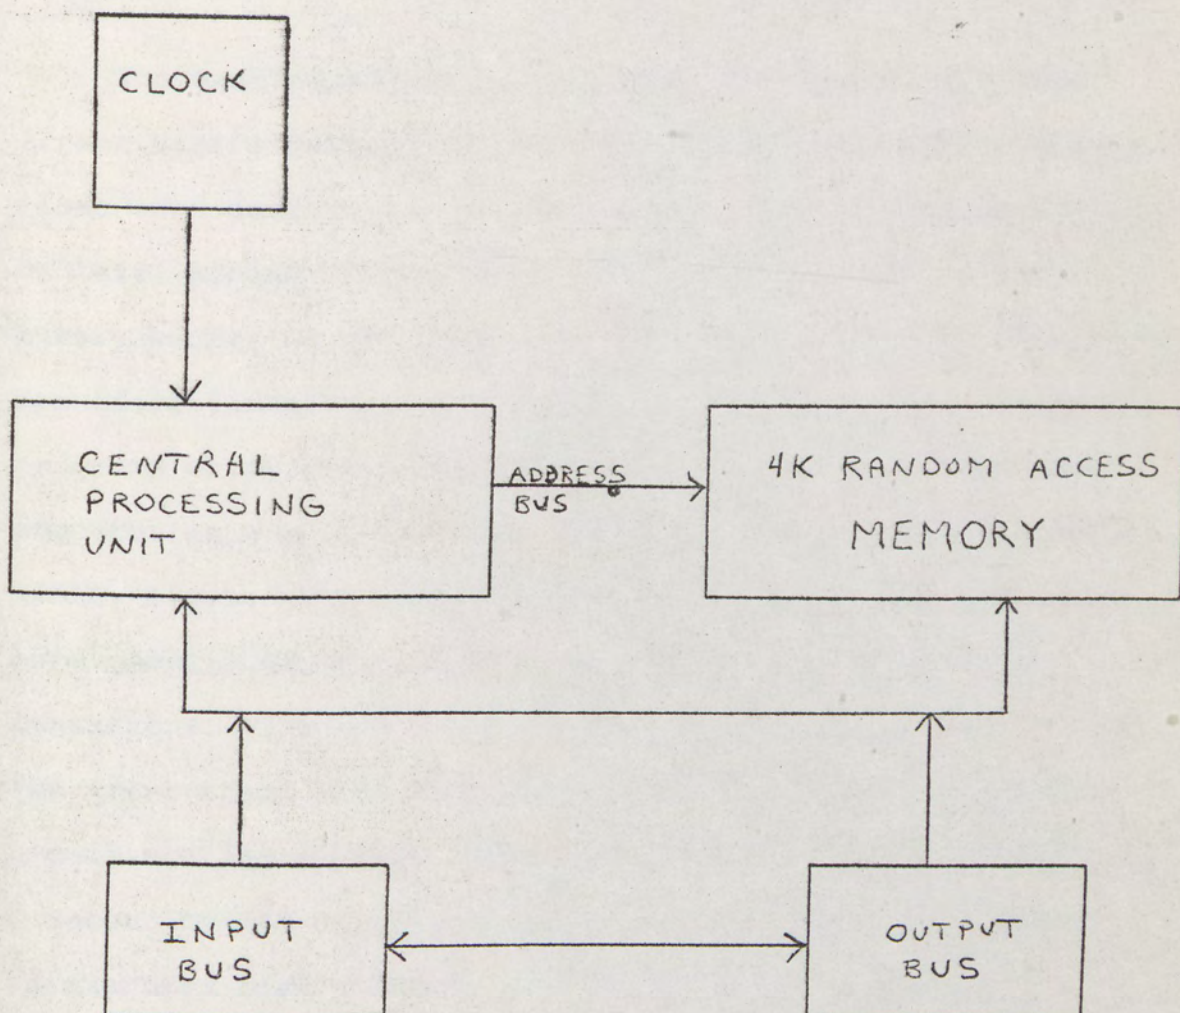 CLOCK
CENTRAL
PROCESSING
UNIT
ADDRESS
BUS
4K RANDOM ACCESS
MEMORY
INPUT
BUS
OUTPUT
BUS